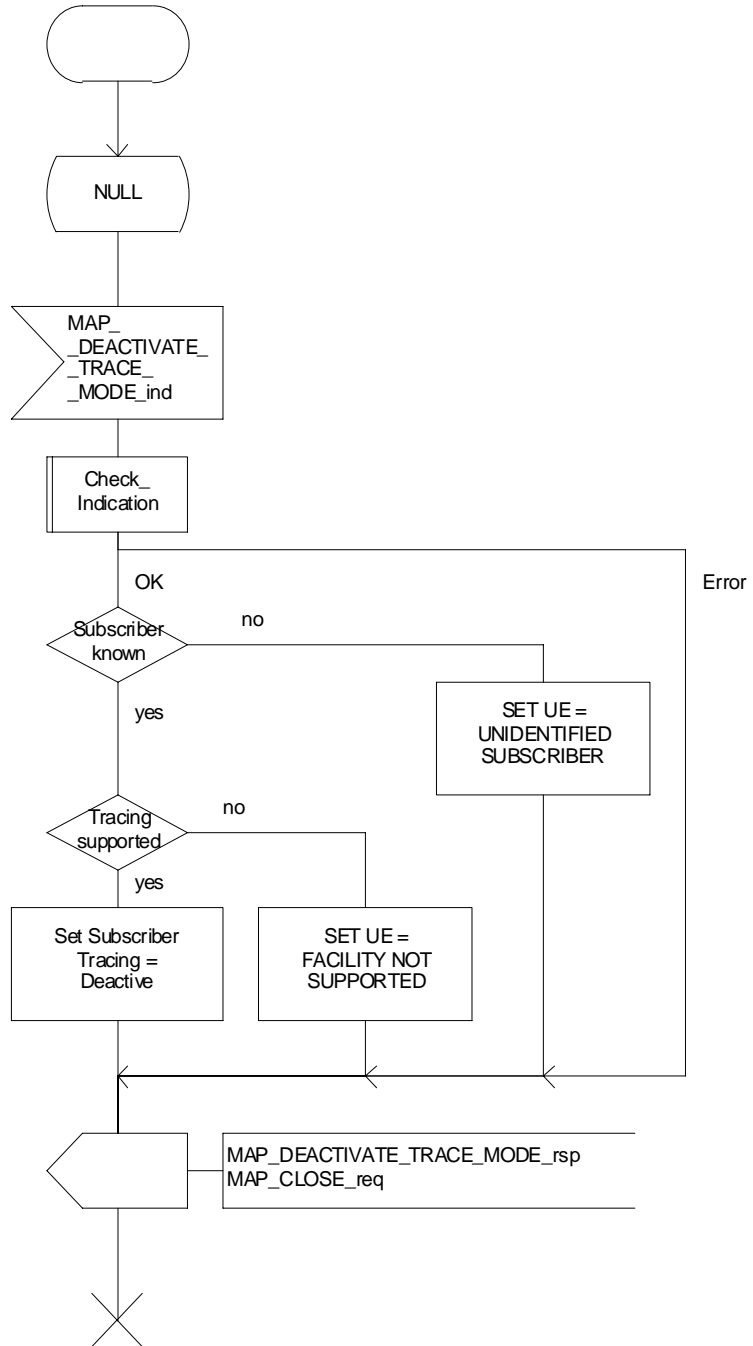 NULL
MAP_
_DEACTIVATE_
_TRACE_
_MODE_ind
Check_
Indication
OK
Error
Subscriber
known
no
yes
SET UE =
UNIDENTIFIED
SUBSCRIBER
Tracing
supported
no
yes
Set Subscriber
Tracing =
Deactive
SET UE =
FACILITY NOT
SUPPORTED
MAP_DEACTIVATE_TRACE_MODE_rsp
MAP_CLOSE_req